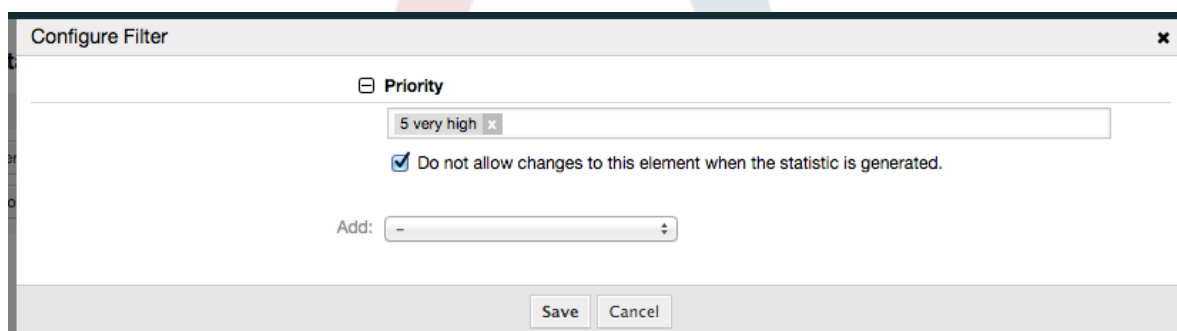 Configure Filter
Priority
5 very high x
Do not allow changes to this element when the statistic is generated.
Add: –
Save Cancel